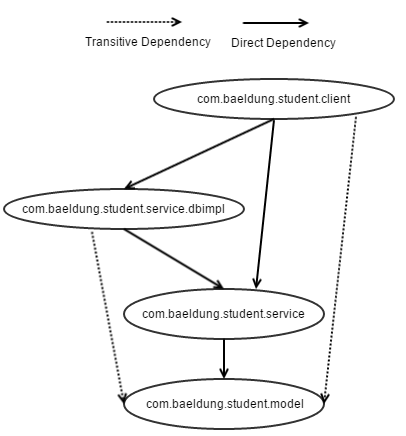 Transitive Dependency
Direct Dependency
com.baeldung.student.client
com.baeldung.student.service.dbimpl
com.baeldung.student.service
com.baeldung.student.model